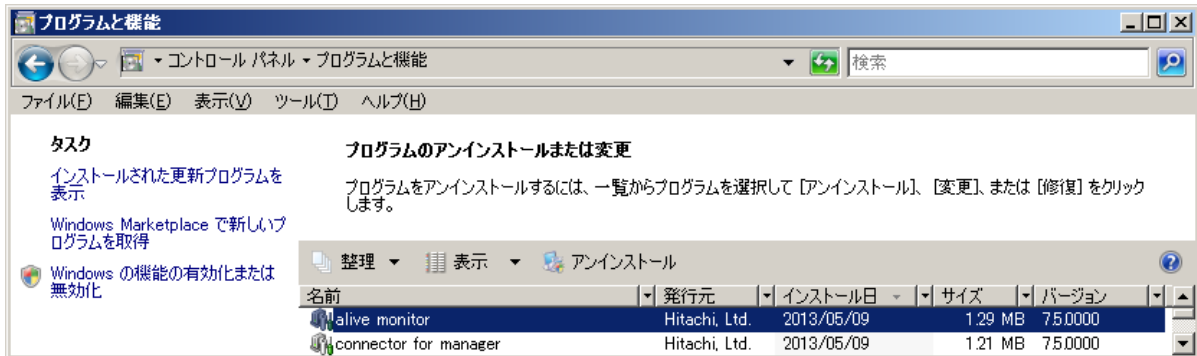 プログラムと機能
コントロール パネル プログラムと機能
検索
ファイル(F) 編集(E) 表示(V) ツール(T) ヘルプ(H)
タスク
インストールされた更新プログラムを
表示
Windows Marketplace で新しいプ
ログラムを取得
Windows の機能の有効化または
無効化
プログラムのアンインストールまたは変更
プログラムをアンインストールするには、一覧からプログラムを選択して [アンインストール]、[変更]、または [修復] をクリック
します。
整理 表示 アンインストール
名前 発行元 インストール日 サイズ バージョン
alive monitor Hitachi, Ltd. 2013/05/09 1.29 MB 7.5.0000
connector for manager Hitachi, Ltd. 2013/05/09 1.21 MB 7.5.0000